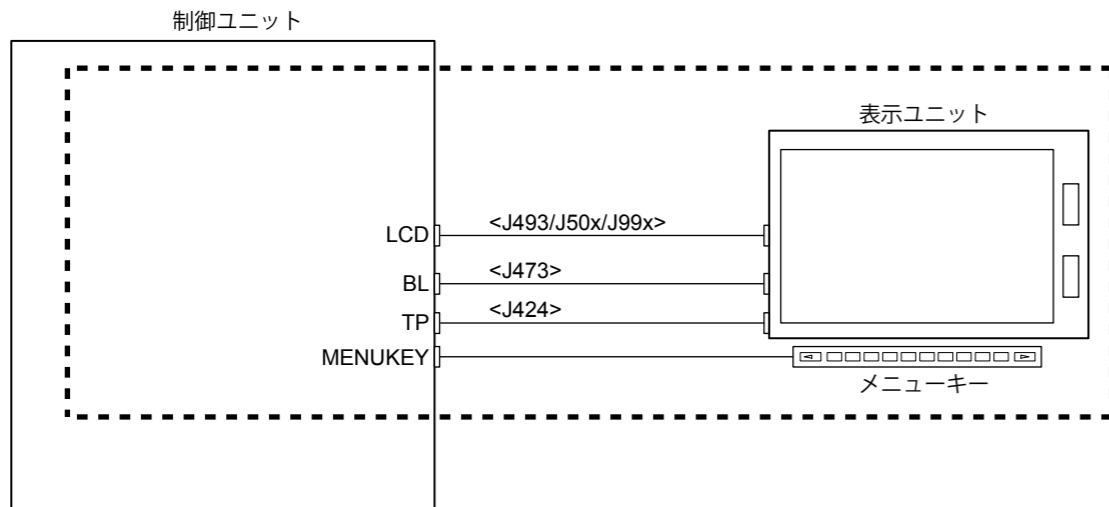 制御ユニット
表示ユニット
LCD
<J493/J50x/J99x>
BL
<J473>
TP
<J424>
MENUKEY
メニューキー